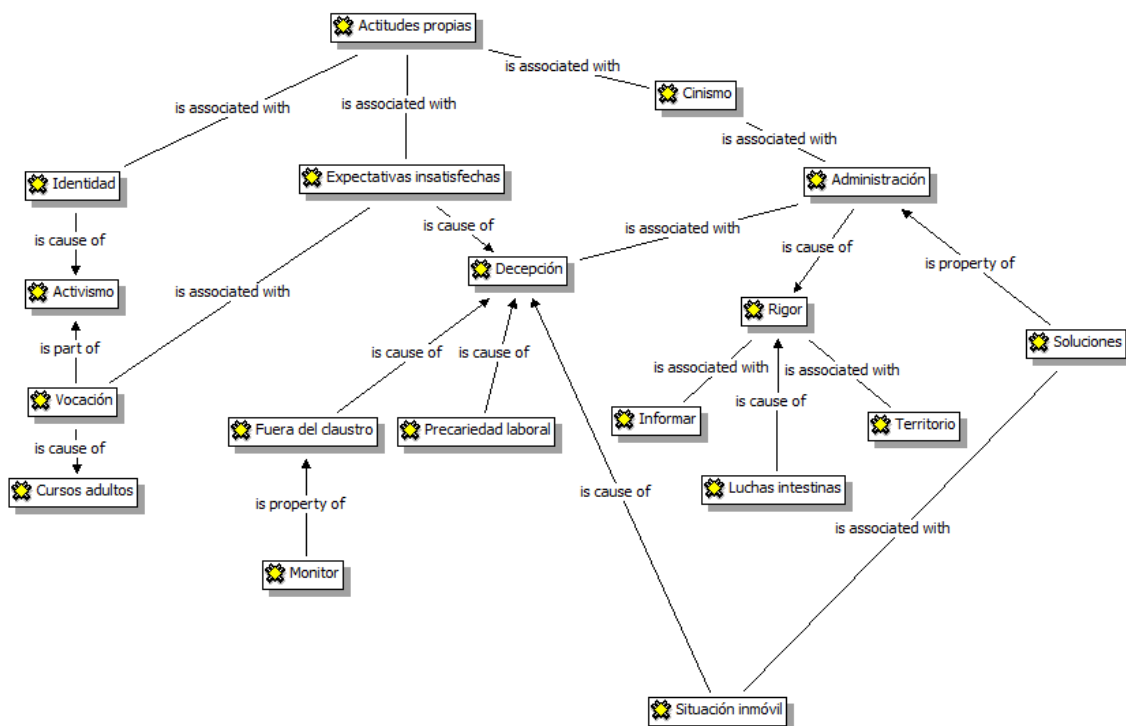 Actitudes propias
is associated with
Cinismo
is associated with
is associated with
is associated with
Identidad
Expectativas insatisfechas
Administración
is cause of
is associated with
is cause of
is cause of
is property of
Decepción
Activismo
is associated with
Rigor
is part of
Soluciones
is cause of
is cause of
is associated with
is associated with
Vocación
is cause of
Informar
Territorio
Fuera del claustro
Precariedad laboral
is cause of
Cursos adultos
Luchas intestinas
is cause of
is property of
is associated with
Monitor
Situación inmóvil